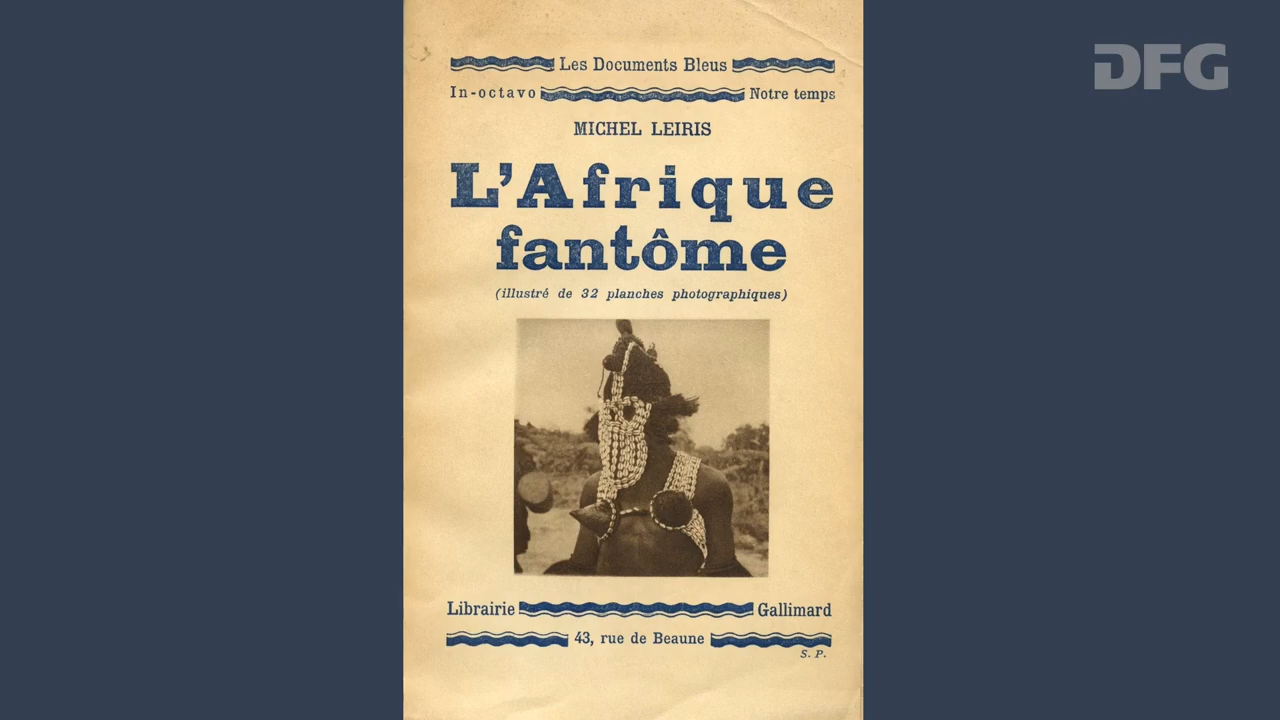 DFG
Les Documents Bleus
In-octavo Notre temps
MICHEL LEIRIS
L'Afrique
fantôme
(illustré de 32 planches photographiques)
Librairie Gallimard
43, rue de Beaune
S. P.